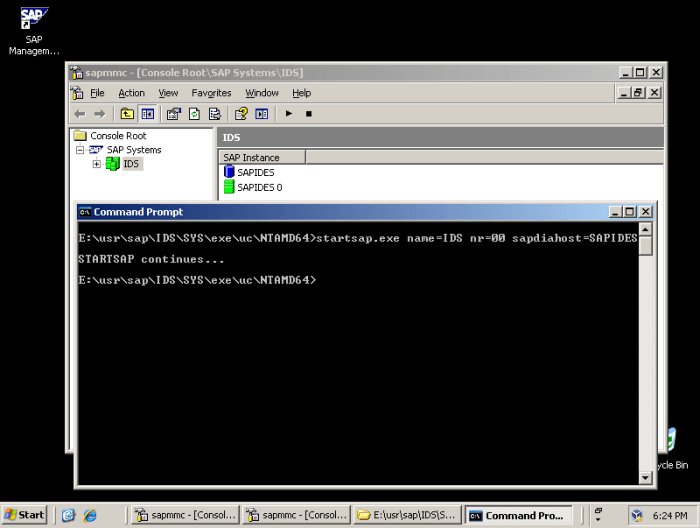 SAP
SAP
Managem...
sapmmc - [Console Root\SAP Systems\IDS]
File Action View Favorites Window Help
Console Root
SAP Systems
IDS
IDS
SAP Instance
SAPIDES
SAPIDES 0
Command Prompt
E:\usr\sap\IDS\SYS\exe\uc\NTAMD64>startsap.exe name=IDS nr=00 sapdiahost=SAPIDES
STARTSAP continues...
E:\usr\sap\IDS\SYS\exe\uc\NTAMD64>
ycle Bin
Start
sapmmc - [Consol...
sapmmc - [Consol...
E:\usr\sap\IDS\S...
Command Pro...
6:24 PM